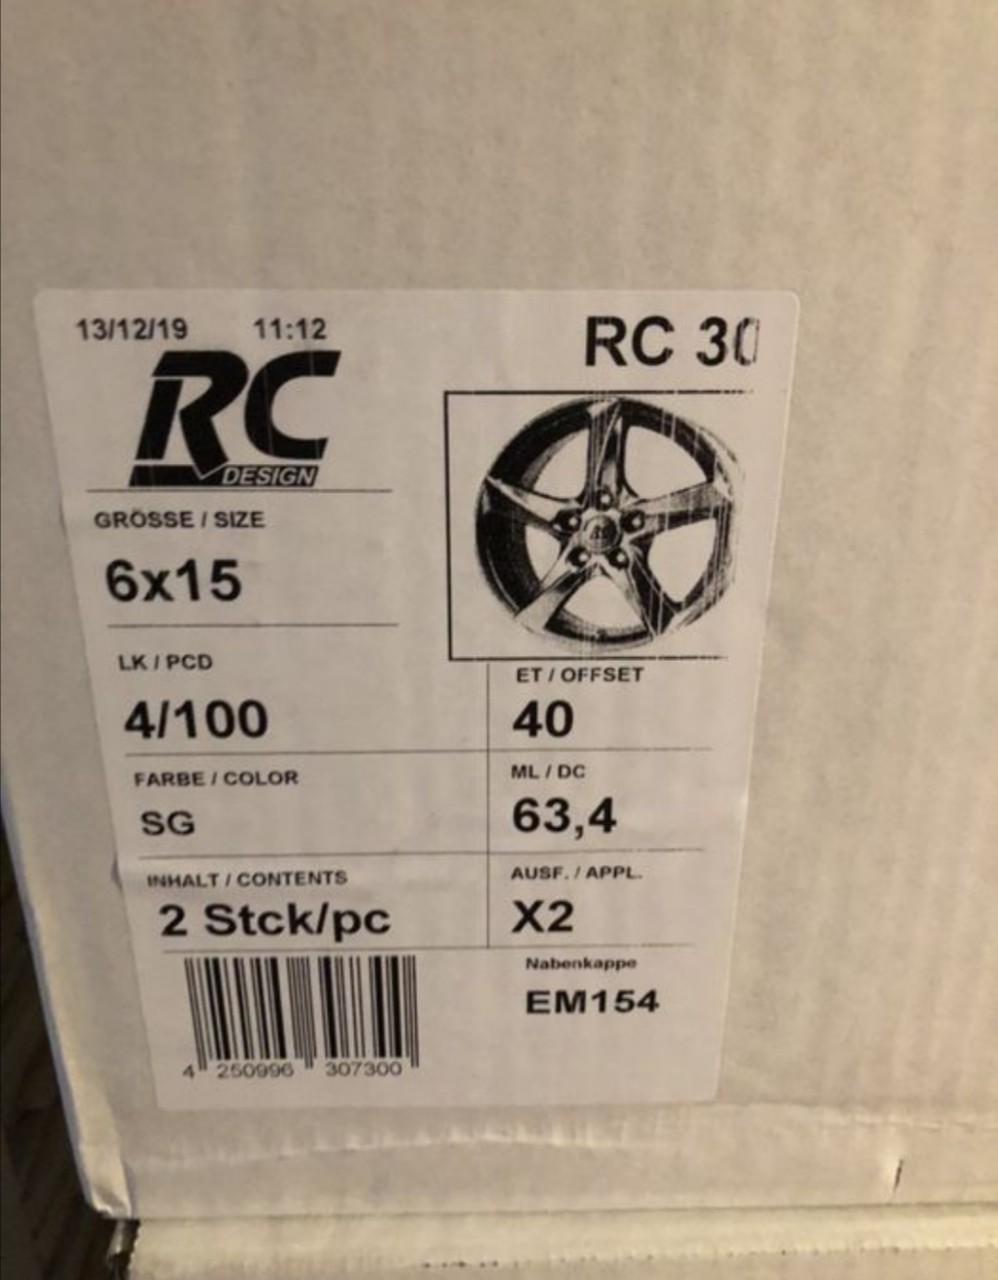 13/12/19 11:12
RC 30
RC
DESIGN
GRÖSSE / SIZE
6x15
LK / PCD
4/100
ET / OFFSET
40
FARBE / COLOR
SG
ML / DC
63,4
INHALT / CONTENTS
2 Stck/pc
AUSF. / APPL.
X2
Nabenkappe
EM154
4 250996 307300